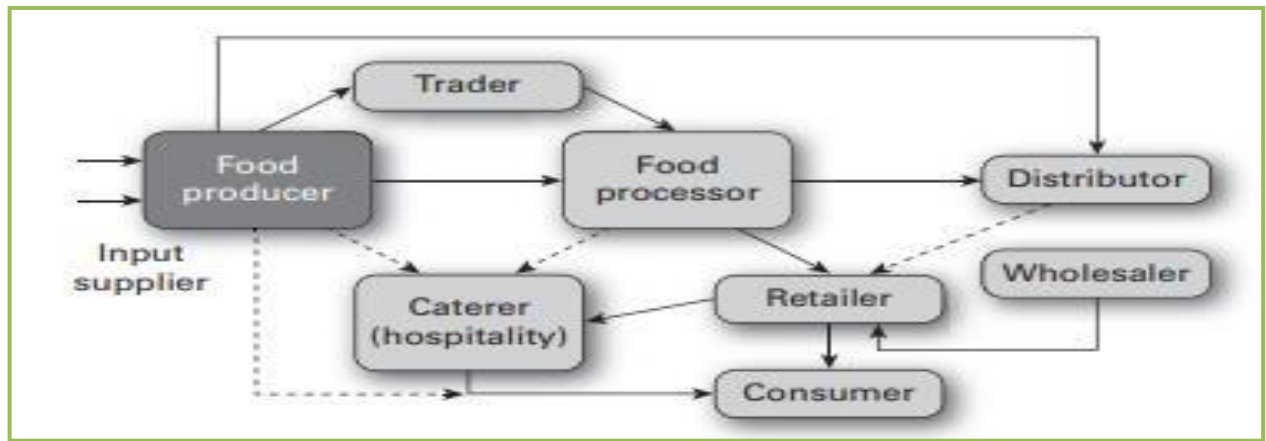 Trader
Food
producer
Food
processor
Distributor
Input
supplier
Caterer
(hospitality)
Retailer
Wholesaler
Consumer